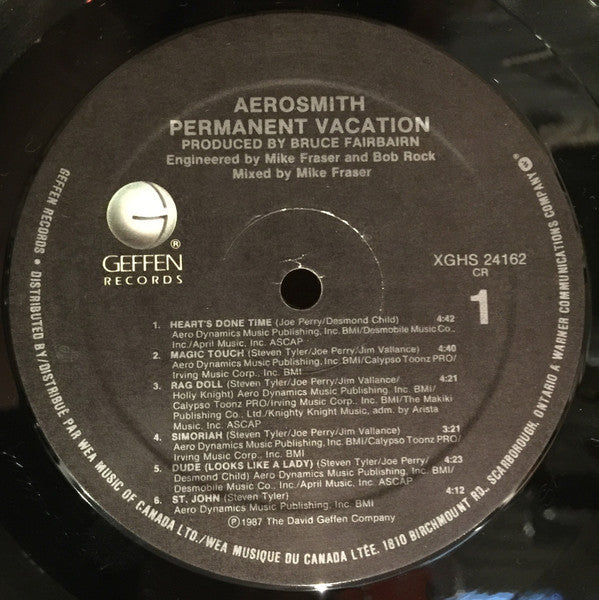 AEROSMITH
PERMANENT VACATION
PRODUCED BY BRUCE FAIRBAIRN
Engineered by Mike Fraser and Bob Rock
Mixed by Mike Fraser
G
®
GEFFEN
RECORDS
XGHS 24162
CR
1
1. HEART'S DONE TIME (Joe Perry/Desmond Child) 4:42
Aero Dynamics Music Publishing, Inc. BMI/Desmobile Music Co.,
Inc./April Music, Inc. ASCAP
2. MAGIC TOUCH (Steven Tyler/Joe Perry/Jim Vallance) 4:40
Aero Dynamics Music Publishing, Inc. BMI/Calypso Toonz PRO/
Irving Music Corp., Inc. BMI
3. RAG DOLL (Steven Tyler/Joe Perry/Jim Vallance/ 4:21
Holly Knight) Aero Dynamics Music Publishing, Inc. BMI/
Calypso Toonz PRO/Irving Music Corp., Inc. BMI/The Makiki
Publishing Co., Ltd./Knighty Knight Music, adm. by Arista
Music, Inc. ASCAP
4. SIMORIAH (Steven Tyler/Joe Perry/Jim Vallance) 3:21
Aero Dynamics Music Publishing, Inc. BMI/Calypso Toonz PRO/
Irving Music Corp., Inc. BMI
5. DUDE (LOOKS LIKE A LADY) (Steven Tyler/Joe Perry/ 4:23
Desmond Child) Aero Dynamics Music Publishing, Inc. BMI/
Desmobile Music Co., Inc./April Music, Inc. ASCAP
6. ST. JOHN (Steven Tyler) 4:12
Aero Dynamics Music Publishing, Inc. BMI
Ⓟ 1987 The David Geffen Company
GEFFEN RECORDS • DISTRIBUTED BY/DISTRIBUÉ PAR WEA MUSIC OF CANADA LTD./WEA MUSIQUE DU CANADA LTÉE. 1810 BIRCHMOUNT RD., SCARBOROUGH, ONTARIO A WARNER COMMUNICATIONS COMPANY